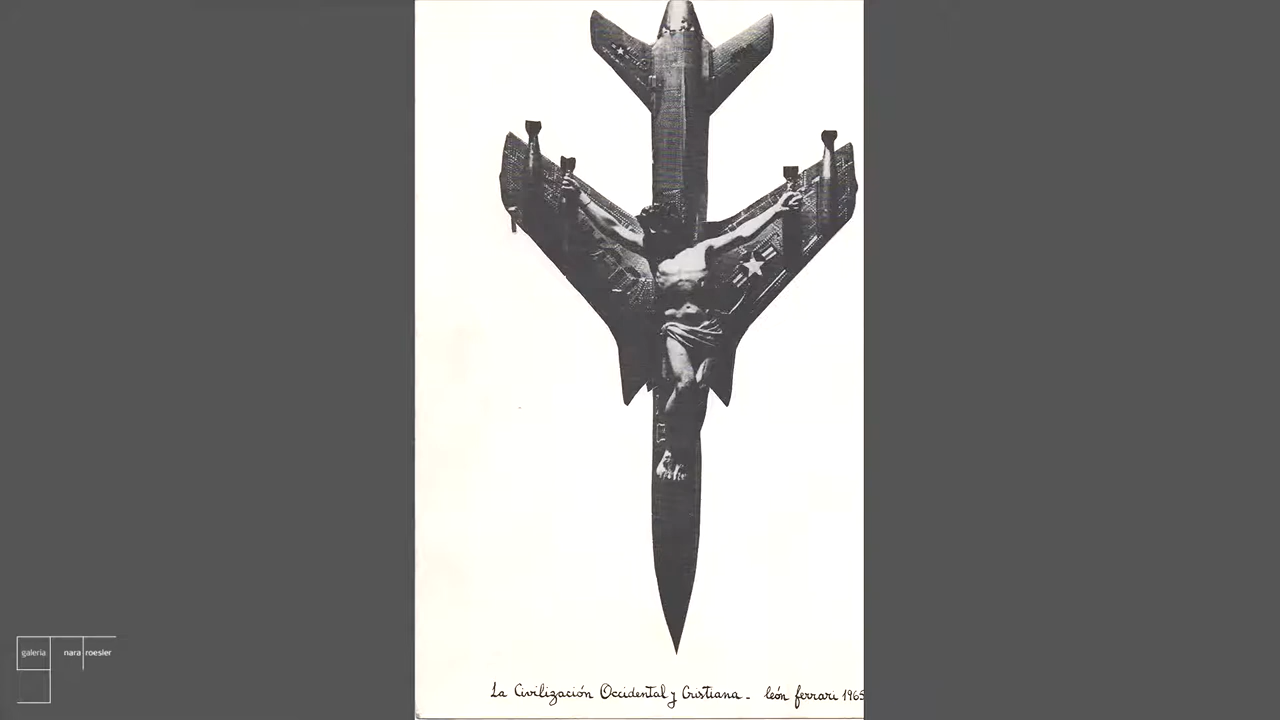 La Civilización Occidental y Cristiana - león ferrari 1965
galeria nara roesler